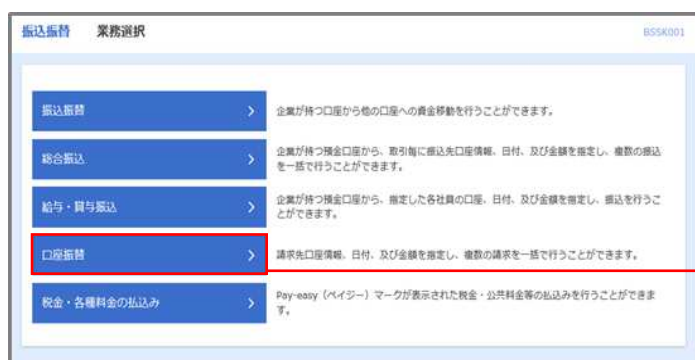 振込振替 業務選択 BSSK001
振込振替 企業が持つ口座から他の口座への資金移動を行うことができます。
総合振込 企業が持つ預金口座から、取引毎に振込先口座情報、日付、及び金額を指定し、複数の振込
を一括で行うことができます。
給与・賞与振込 企業が持つ預金口座から、指定した各社員の口座、日付、及び金額を指定し、振込を行うこ
とができます。
口座振替 請求先口座情報、日付、及び金額を指定し、複数の請求を一括で行うことができます。
税金・各種料金の払込み Pay-easy（ペイジー）マークが表示された税金・公共料金等の払込みを行うことができま
す。